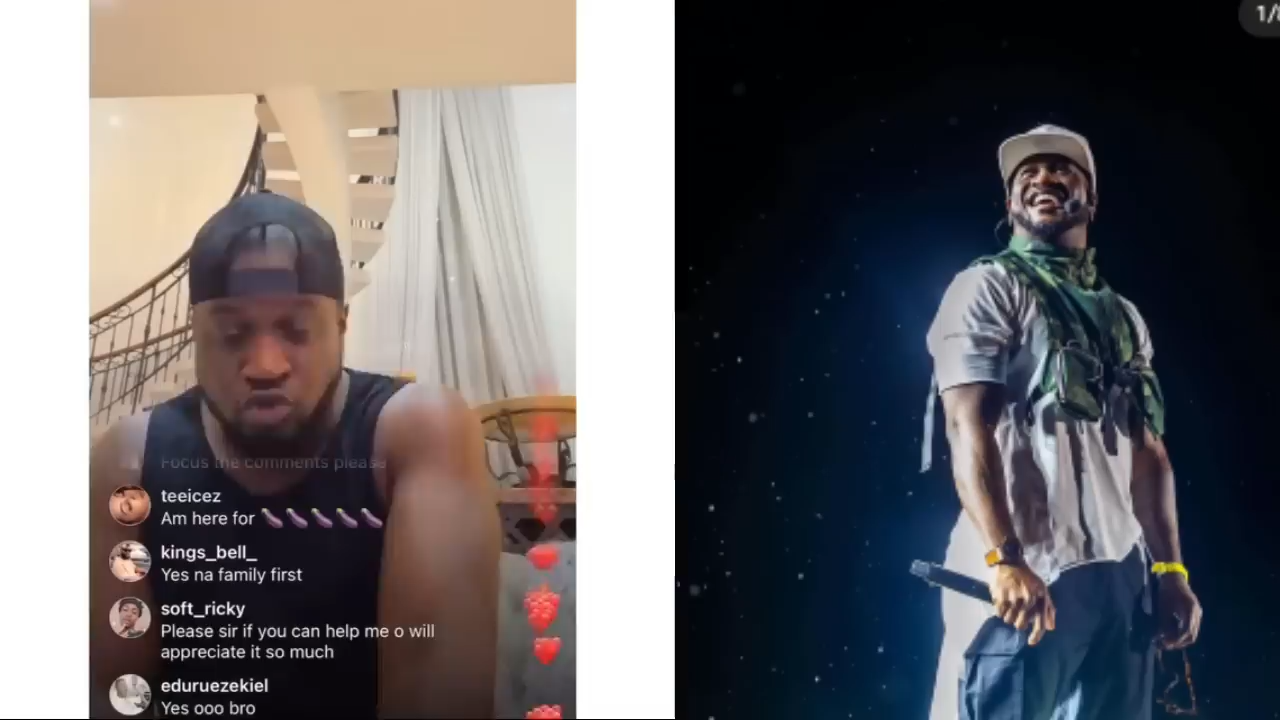 Focus the comments please
teeicez
Am here for 🍆🍆🍆🍆🍆
kings_bell_
Yes na family first
soft_ricky
Please sir if you can help me o will
appreciate it so much
eduruezekiel
Yes ooo bro